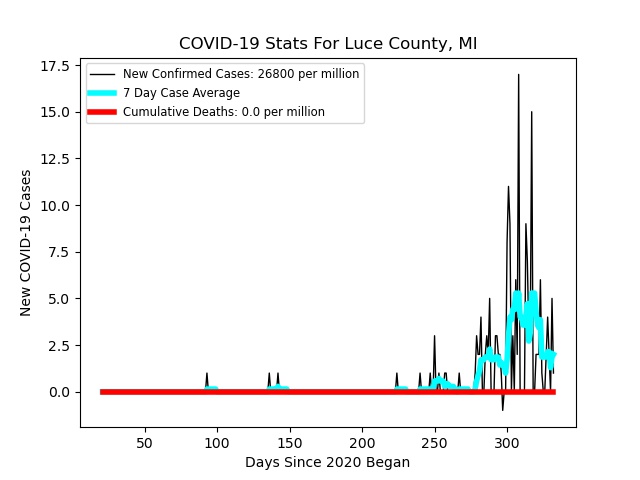 COVID-19 Stats For Luce County, MI
New Confirmed Cases: 26800 per million
7 Day Case Average
Cumulative Deaths: 0.0 per million
New COVID-19 Cases
17.5
15.0
12.5
10.0
7.5
5.0
2.5
0.0
50 100 150 200 250 300
Days Since 2020 Began